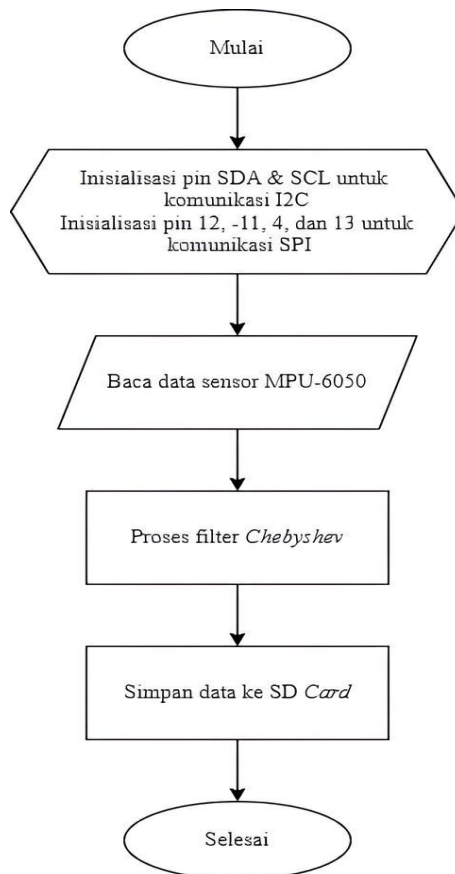 Mulai
Inisialisasi pin SDA & SCL untuk
komunikasi I2C
Inisialisasi pin 12, -11, 4, dan 13 untuk
komunikasi SPI
Baca data sensor MPU-6050
Proses filter Chebyshev
Simpan data ke SD Card
Selesai